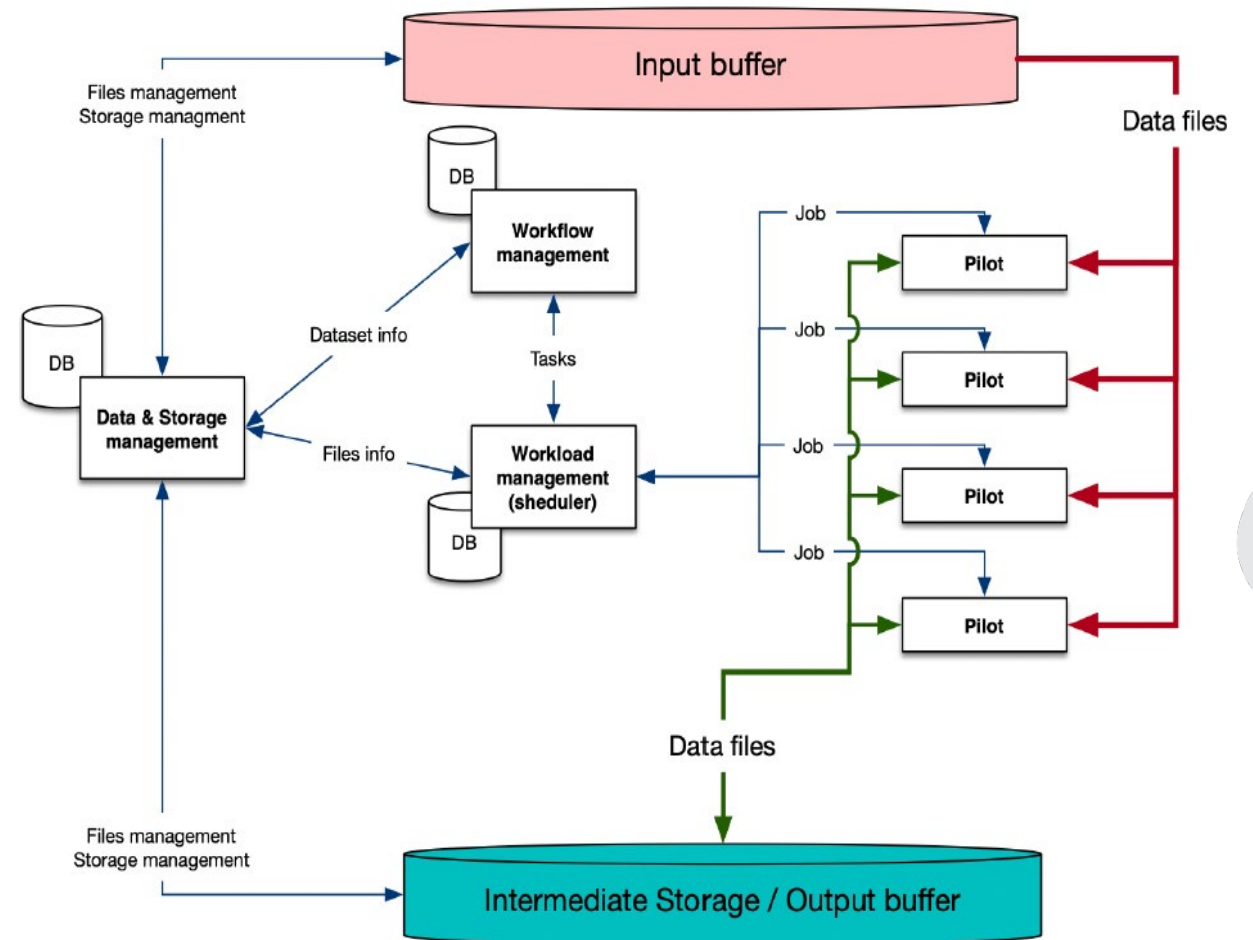 Input buffer
Files management
Storage managment
Data files
DB
Workflow
management
Job
Pilot
Dataset info
Job
Tasks
Pilot
DB
Data & Storage
management
Files info
Workload
management
(sheduler)
Job
Pilot
DB
Job
Pilot
Data files
Files management
Storage management
Intermediate Storage / Output buffer